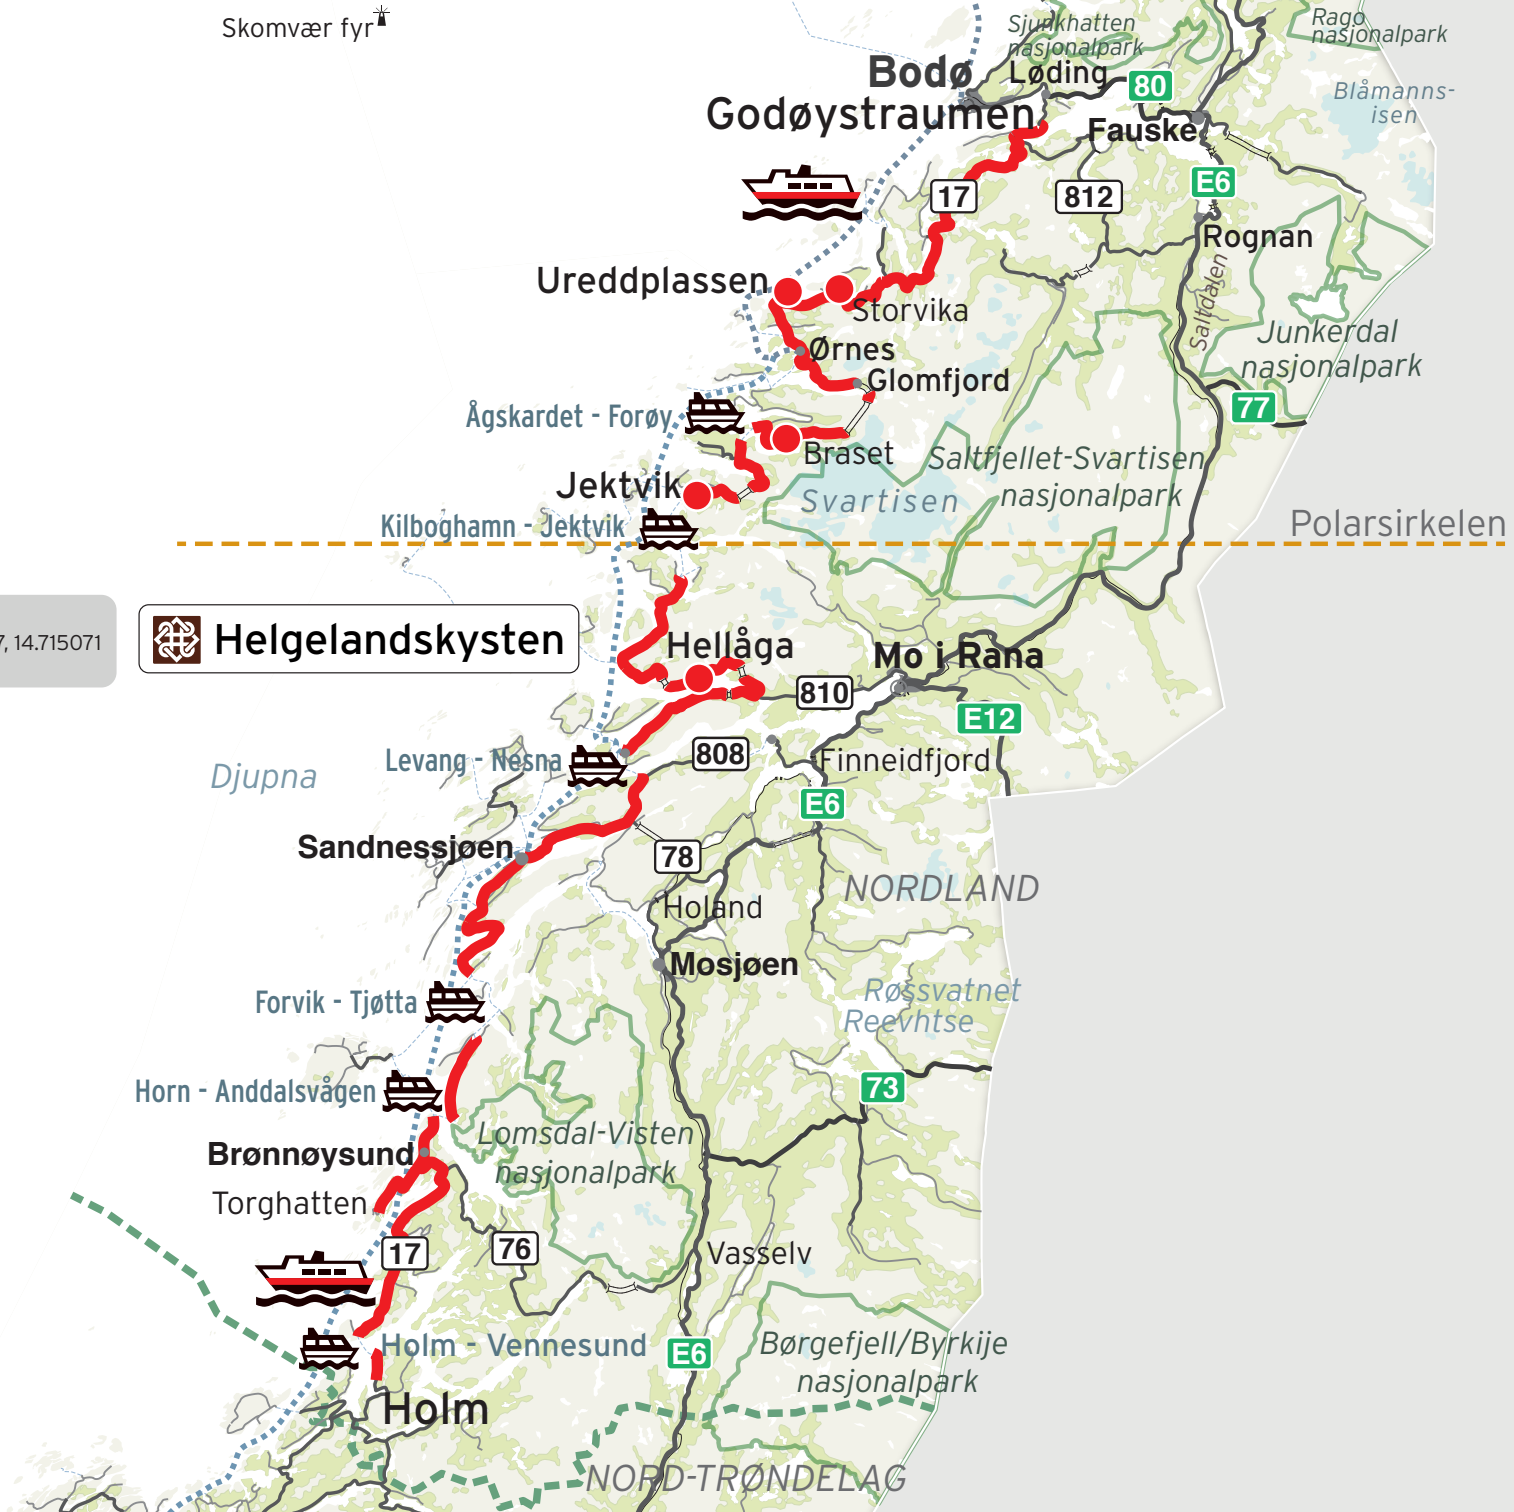 Skomvær fyr
Sjunkhatten
nasjonalpark
Rago
nasjonalpark
Bodø
Løding
80
Blåmanns-
isen
Godøystraumen
Fauske
17
812
E6
Rognan
Saltdalen
Ureddplassen
Storvika
Junkerdal
nasjonalpark
Ørnes
Glomfjord
77
Ågskardet - Forøy
Braset
Saltfjellet-Svartisen
nasjonalpark
Jektvik
Svartisen
Kilboghamn - Jektvik
Polarsirkelen
7, 14.715071
Helgelandskysten
Hellåga
Mo i Rana
810
E12
Levang - Nesna
808
Finneidfjord
Djupna
E6
Sandnessjøen
78
NORDLAND
Holand
Mosjøen
Forvik - Tjøtta
Røssvatnet
Reevhtse
Horn - Anddalsvågen
73
Brønnøysund
Lomsdal-Visten
nasjonalpark
Torghatten
17
76
Vasselv
Holm - Vennesund
E6
Børgefjell/Byrkije
nasjonalpark
Holm
NORD-TRØNDELAG